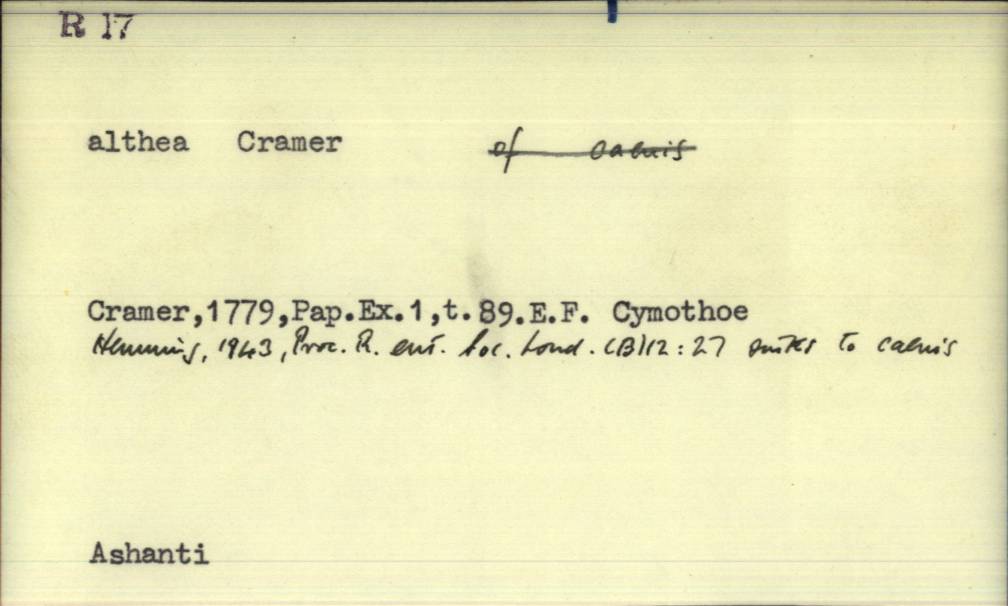 R 17
althea Cramer of caenis
Cramer,1779,Pap.Ex.1,t.89.E.F. Cymothoe
Hemming, 1943, Proc. R. ent. Soc. Lond. (B)12:27 sinks to caenis
Ashanti